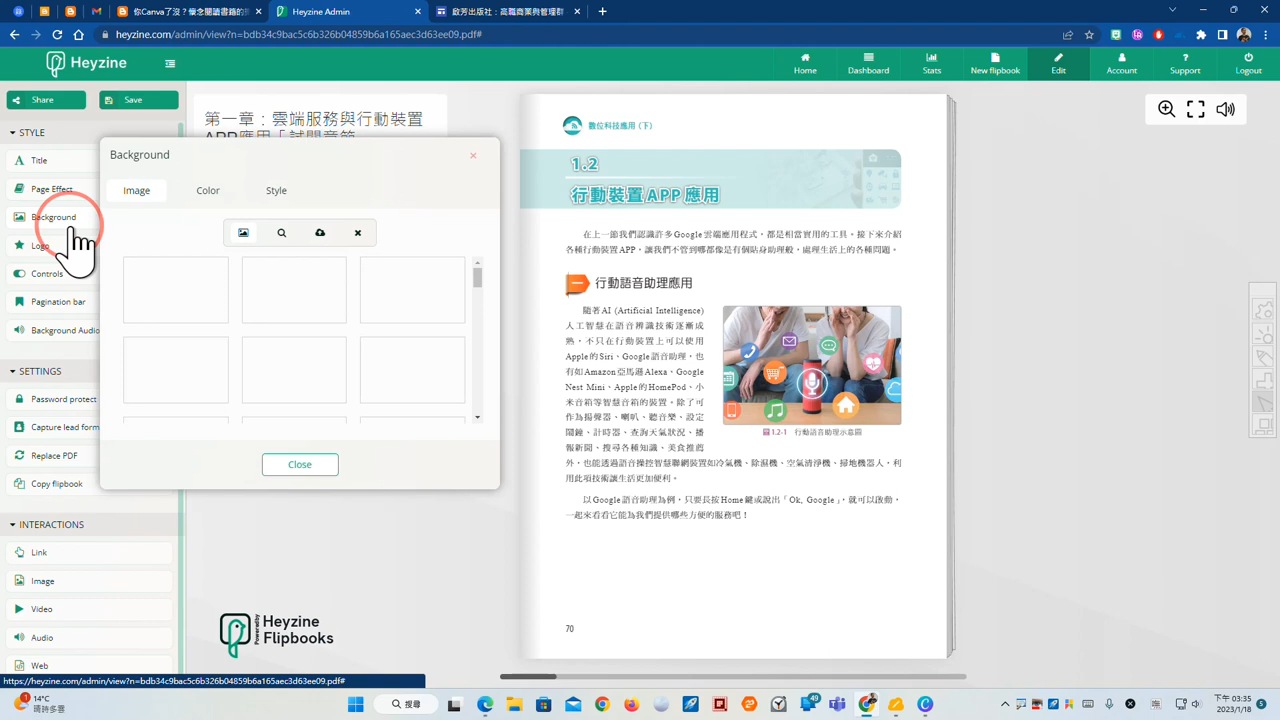 你Canva了沒？懷念閱讀書籍的
Heyzine Admin
啟芳出版社：高職商業與管理群
heyzine.com/admin/view?n=bdb34c9bac5c6b326b04859b6a165aec3d63ee09.pdf#
Heyzine
Home
Dashboard
Stats
New flipbook
Edit
Account
Support
Logout
Share
Save
STYLE
Title
Page Effect
Background
Logo
Controls
Pagination bar
Background Audio
SETTINGS
Password protect
Capture lead form
Replace PDF
Copy flipbook
INTERACTIONS
Link
Image
Video
Audio
Web
第一章：雲端服務與行動裝置
APP應用「試閱章節
Background
Image
Color
Style
Close
Powered by
Heyzine
Flipbooks
數位科技應用（下）
1.2
行動裝置 APP 應用
在上一節我們認識許多Google雲端應用程式，都是相當實用的工具。接下來介紹
各種行動裝置 APP，讓我們不管到哪都像是有個貼身助理般，處理生活上的各種問題。
一 行動語音助理應用
隨著AI (Artificial Intelligence)
人工智慧在語音辨識技術逐漸成
熟，不只在行動裝置上可以使用
Apple的Siri、Google語音助理，也
有如Amazon亞馬遜Alexa、Google
Nest Mini、Apple的HomePod、小
米音箱等智慧音箱的裝置。除了可
作為揚聲器、喇叭、聽音樂、設定
鬧鐘、計時器、查詢天氣狀況、播
報新聞、搜尋各種知識、美食推薦
外，也能透過語音操控智慧聯網裝置如冷氣機、除濕機、空氣清淨機、掃地機器人，利
用此項技術讓生活更加便利。
圖1.2-1 行動語音助理示意圖
以Google語音助理為例，只要長按Home鍵或說出「Ok, Google」，就可以啟動，
一起來看看它能為我們提供哪些方便的服務吧！
70
https://heyzine.com/admin/view?n=bdb34c9bac5c6b326b04859b6a165aec3d63ee09.pdf#
1
14°C
晴時多雲
搜尋
49
下午 03:35
2023/1/18
5